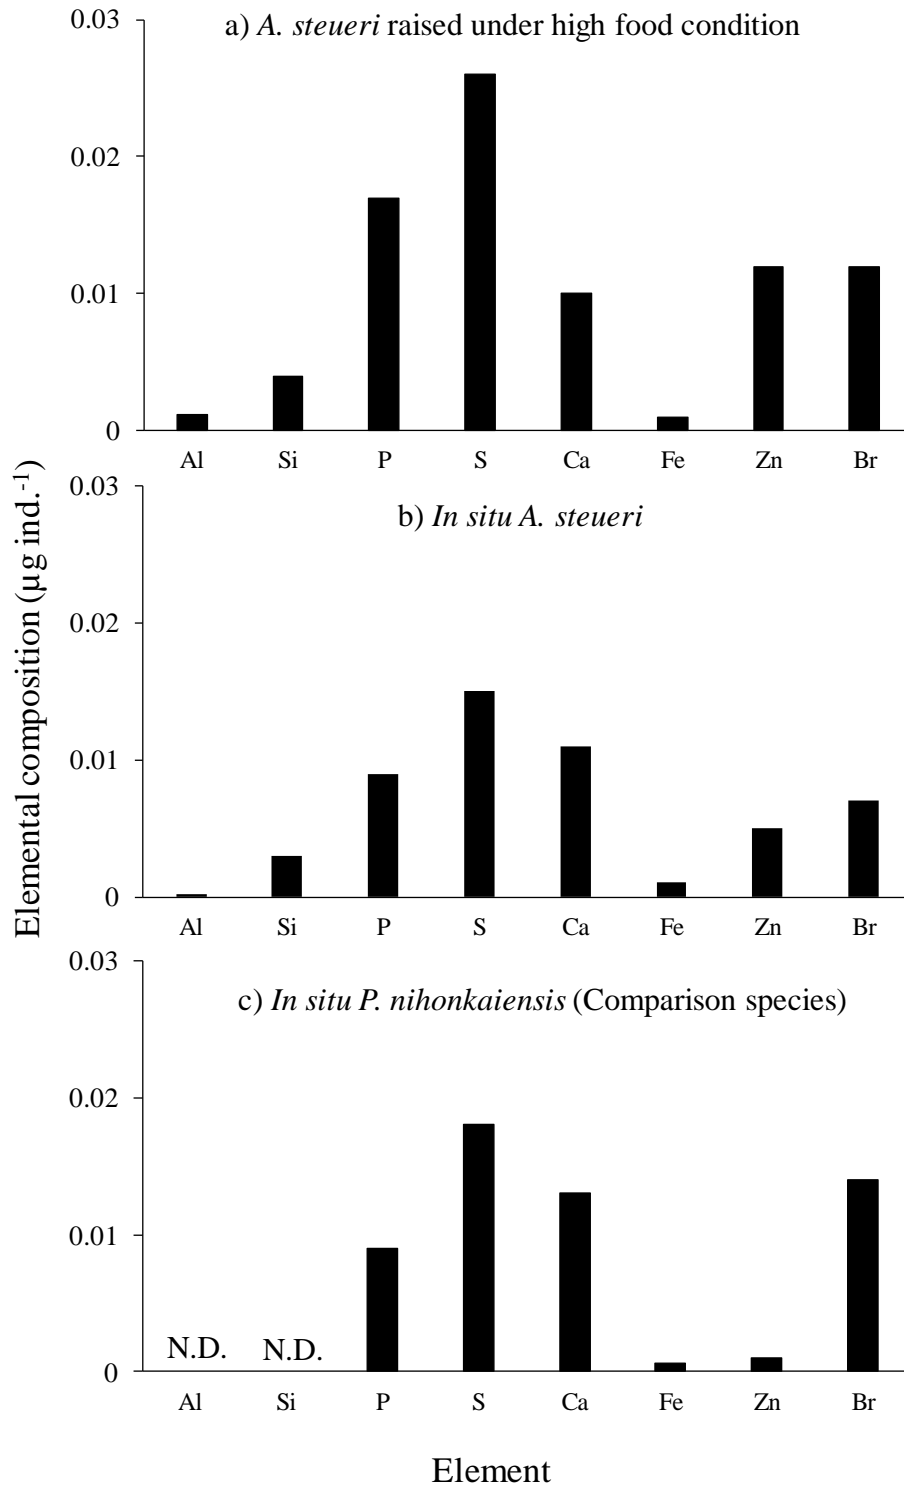 Elemental composition (µg ind.-1)
a) A. steueri raised under high food condition
0.03
0.02
0.01
0
Al Si P S Ca Fe Zn Br
b) In situ A. steueri
0.03
0.02
0.01
0
Al Si P S Ca Fe Zn Br
c) In situ P. nihonkaiensis (Comparison species)
0.03
0.02
0.01
0
N.D. N.D.
Al Si P S Ca Fe Zn Br
Element